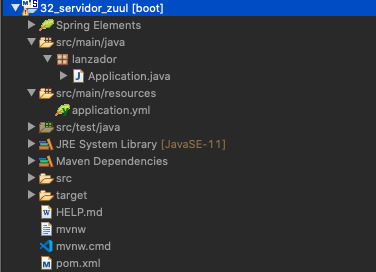 32_servidor_zuul [boot]
Spring Elements
src/main/java
lanzador
Application.java
src/main/resources
application.yml
src/test/java
JRE System Library [JavaSE-11]
Maven Dependencies
src
target
HELP.md
mvnw
mvnw.cmd
pom.xml